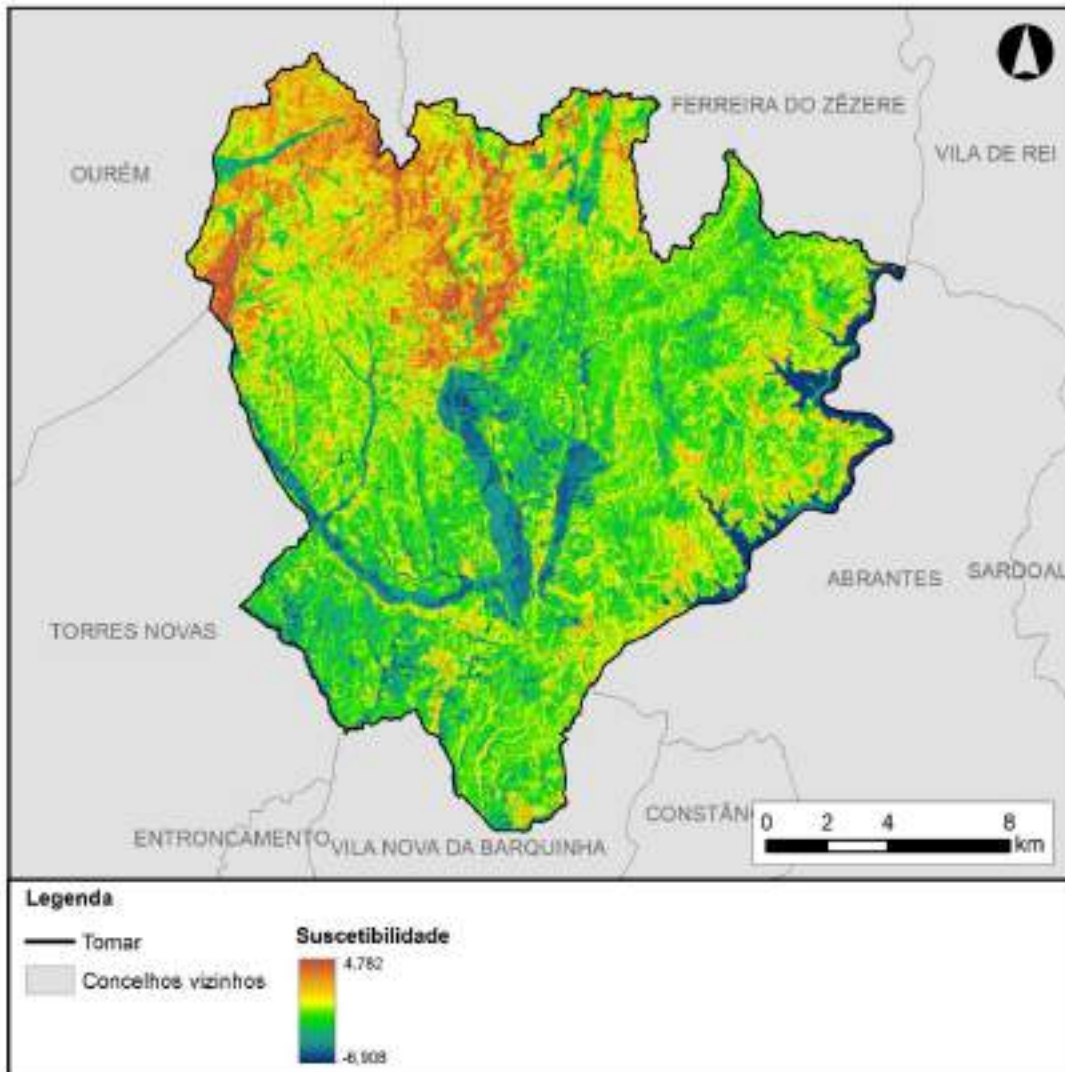 FERREIRA DO ZÊZERE
VILA DE REI
OURÉM
ABRANTES
SARDOAL
TORRES NOVAS
CONSTÂN
0 2 4 8
km
ENTRONCAMENTO
VILA NOVA DA BARQUINHA
Legenda
Tomar
Concelhos vizinhos
Suscetibilidade
4,782
-6,908